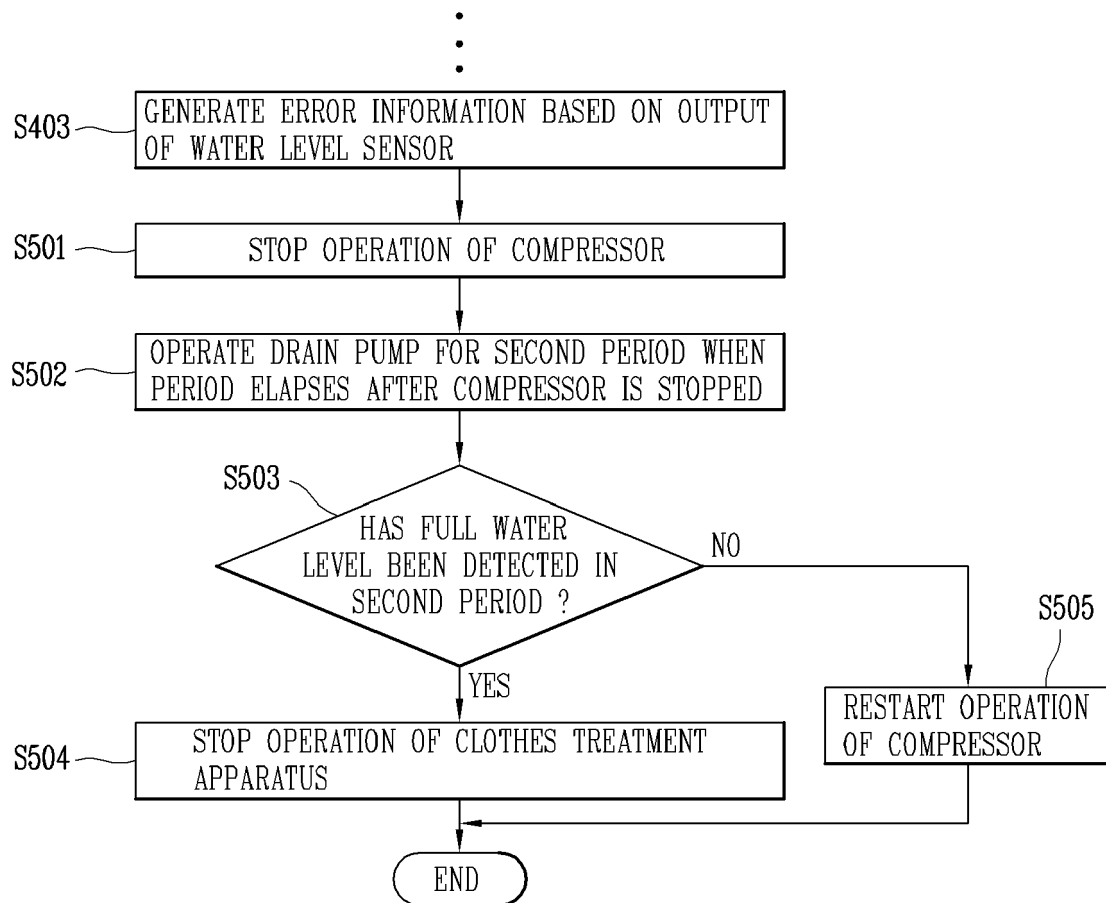 S403
GENERATE ERROR INFORMATION BASED ON OUTPUT
OF WATER LEVEL SENSOR
S501
STOP OPERATION OF COMPRESSOR
S502
OPERATE DRAIN PUMP FOR SECOND PERIOD WHEN
PERIOD ELAPSES AFTER COMPRESSOR IS STOPPED
S503
HAS FULL WATER
LEVEL BEEN DETECTED IN
SECOND PERIOD ?
NO
YES
S505
RESTART OPERATION
OF COMPRESSOR
S504
STOP OPERATION OF CLOTHES TREATMENT
APPARATUS
END